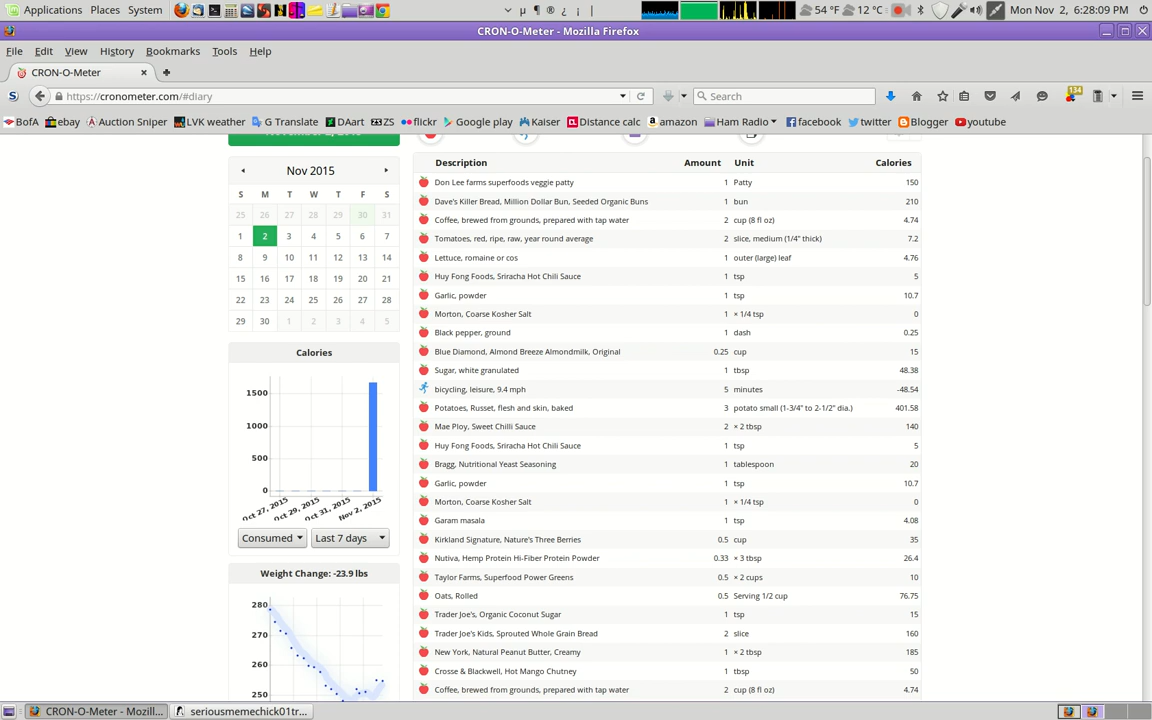 Applications Places System 54 °F 12 °C Mon Nov 2, 6:28:09 PM
CRON-O-Meter - Mozilla Firefox
File Edit View History Bookmarks Tools Help
CRON-O-Meter
https://cronometer.com/#diary Search 134
BofA ebay Auction Sniper LVK weather G Translate DAart ZS flickr Google play Kaiser Distance calc amazon Ham Radio facebook twitter Blogger youtube
Nov 2015
S M T W T F S
25 26 27 28 29 30 31
1 2 3 4 5 6 7
8 9 10 11 12 13 14
15 16 17 18 19 20 21
22 23 24 25 26 27 28
29 30 1 2 3 4 5
Calories
1500
1000
500
0
Oct 27, 2015 Oct 29, 2015 Oct 31, 2015 Nov 2, 2015
Consumed Last 7 days
Weight Change: -23.9 lbs
280
270
260
250
Description Amount Unit Calories
Don Lee farms superfoods veggie patty 1 Patty 150
Dave's Killer Bread, Million Dollar Bun, Seeded Organic Buns 1 bun 210
Coffee, brewed from grounds, prepared with tap water 2 cup (8 fl oz) 4.74
Tomatoes, red, ripe, raw, year round average 2 slice, medium (1/4" thick) 7.2
Lettuce, romaine or cos 1 outer (large) leaf 4.76
Huy Fong Foods, Sriracha Hot Chili Sauce 1 tsp 5
Garlic, powder 1 tsp 10.7
Morton, Coarse Kosher Salt 1 × 1/4 tsp 0
Black pepper, ground 1 dash 0.25
Blue Diamond, Almond Breeze Almondmilk, Original 0.25 cup 15
Sugar, white granulated 1 tbsp 48.38
bicycling, leisure, 9.4 mph 5 minutes -48.54
Potatoes, Russet, flesh and skin, baked 3 potato small (1-3/4" to 2-1/2" dia.) 401.58
Mae Ploy, Sweet Chilli Sauce 2 × 2 tbsp 140
Huy Fong Foods, Sriracha Hot Chili Sauce 1 tsp 5
Bragg, Nutritional Yeast Seasoning 1 tablespoon 20
Garlic, powder 1 tsp 10.7
Morton, Coarse Kosher Salt 1 × 1/4 tsp 0
Garam masala 1 tsp 4.08
Kirkland Signature, Nature's Three Berries 0.5 cup 35
Nutiva, Hemp Protein Hi-Fiber Protein Powder 0.33 × 3 tbsp 26.4
Taylor Farms, Superfood Power Greens 0.5 × 2 cups 10
Oats, Rolled 0.5 Serving 1/2 cup 76.75
Trader Joe's, Organic Coconut Sugar 1 tsp 15
Trader Joe's Kids, Sprouted Whole Grain Bread 2 slice 160
New York, Natural Peanut Butter, Creamy 1 × 2 tbsp 185
Crosse & Blackwell, Hot Mango Chutney 1 tbsp 50
Coffee, brewed from grounds, prepared with tap water 2 cup (8 fl oz) 4.74
CRON-O-Meter - Mozill... seriousmemechick01tr...